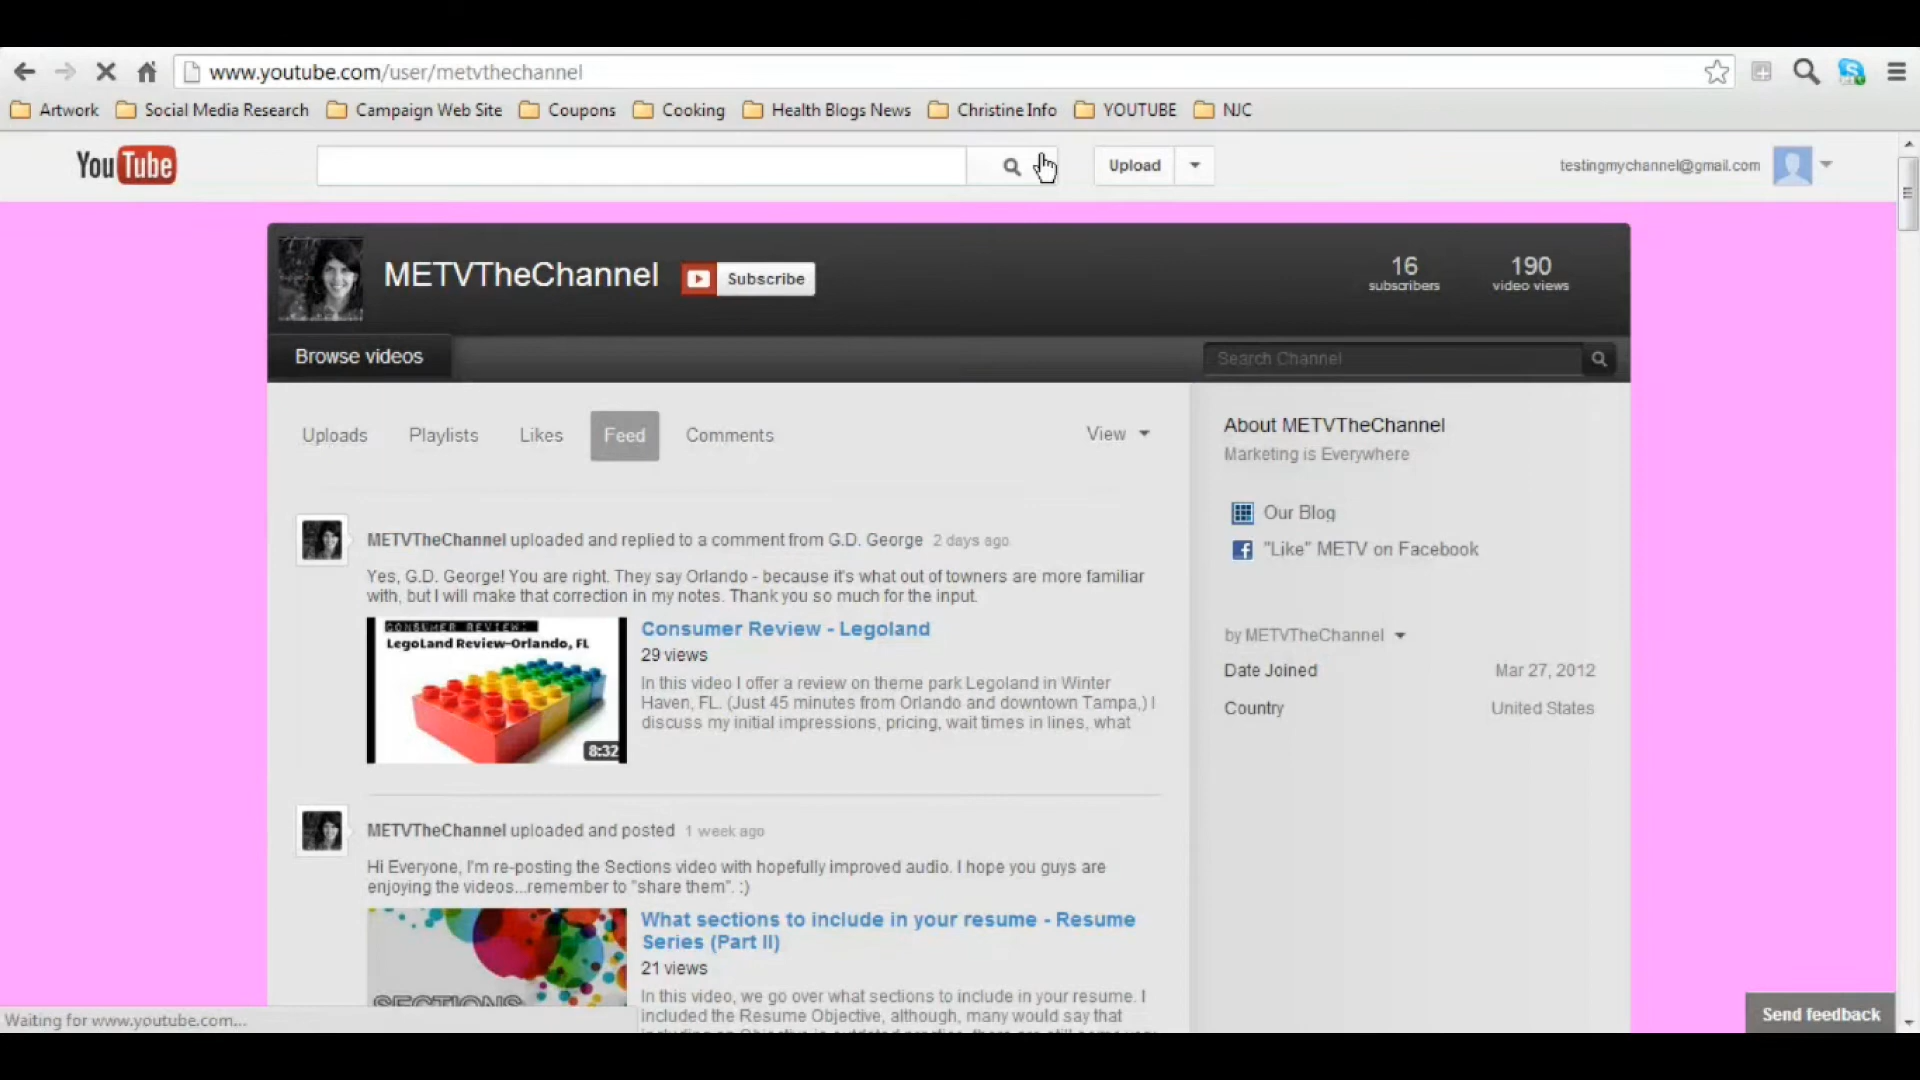 www.youtube.com/user/metvthechannel
Artwork Social Media Research Campaign Web Site Coupons Cooking Health Blogs News Christine Info YOUTUBE NJC
YouTube Upload testingmychannel@gmail.com
METVTheChannel Subscribe
16 190
subscribers video views
Browse videos Search Channel
Uploads Playlists Likes Feed Comments View
About METVTheChannel
Marketing is Everywhere
Our Blog
"Like" METV on Facebook
by METVTheChannel
Date Joined Mar 27, 2012
Country United States
METVTheChannel uploaded and replied to a comment from G.D. George 2 days ago
Yes, G.D. George! You are right. They say Orlando - because it's what out of towners are more familiar
with, but I will make that correction in my notes. Thank you so much for the input.
CONSUMER REVIEW:
LegoLand Review-Orlando, FL
8:32
Consumer Review - Legoland
29 views
In this video I offer a review on theme park Legoland in Winter
Haven, FL. (Just 45 minutes from Orlando and downtown Tampa,) I
discuss my initial impressions, pricing, wait times in lines, what
METVTheChannel uploaded and posted 1 week ago
Hi Everyone, I'm re-posting the Sections video with hopefully improved audio. I hope you guys are
enjoying the videos...remember to "share them". :)
SECTIONS
What sections to include in your resume - Resume
Series (Part II)
21 views
In this video, we go over what sections to include in your resume. I
included the Resume Objective, although, many would say that
Waiting for www.youtube.com...
Send feedback